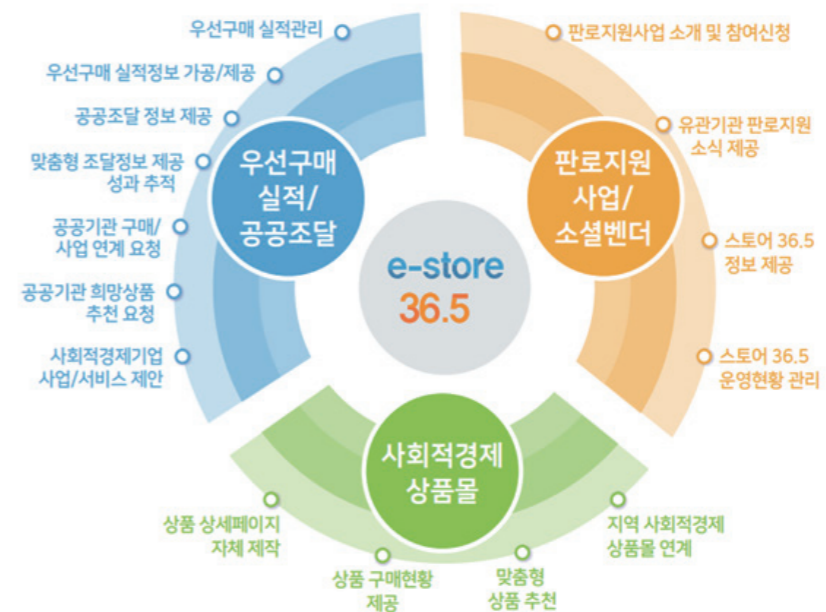 우선구매 실적관리
우선구매 실적정보 가공/제공
공공조달 정보 제공
맞춤형 조달정보 제공
성과 추적
공공기관 구매/
사업 연계 요청
공공기관 희망상품
추천 요청
사회적경제기업
사업/서비스 제안
우선구매
실적/
공공조달
e-store
36.5
판로지원
사업/
소셜벤더
판로지원사업 소개 및 참여신청
유관기관 판로지원
소식 제공
스토어 36.5
정보 제공
스토어 36.5
운영현황 관리
사회적경제
상품몰
상품 상세페이지
자체 제작
상품 구매현황
제공
맞춤형
상품 추천
지역 사회적경제
상품몰 연계